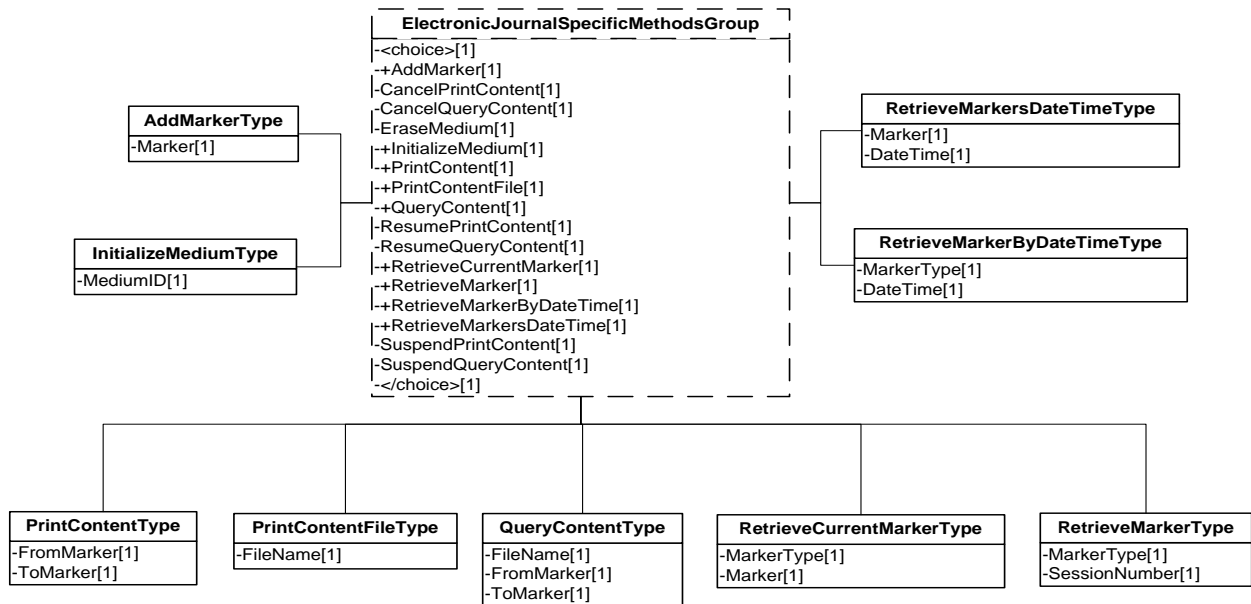 ElectronicJournalSpecificMethodsGroup
-<choice>[1]
-+AddMarker[1]
-CancelPrintContent[1]
-CancelQueryContent[1]
-EraseMedium[1]
-+InitializeMedium[1]
-+PrintContent[1]
-+PrintContentFile[1]
-+QueryContent[1]
-ResumePrintContent[1]
-ResumeQueryContent[1]
-+RetrieveCurrentMarker[1]
-+RetrieveMarker[1]
-+RetrieveMarkerByDateTime[1]
-+RetrieveMarkersDateTime[1]
-SuspendPrintContent[1]
-SuspendQueryContent[1]
-</choice>[1]
AddMarkerType
-Marker[1]
InitializeMediumType
-MediumID[1]
RetrieveMarkersDateTimeType
-Marker[1]
-DateTime[1]
RetrieveMarkerByDateTimeType
-MarkerType[1]
-DateTime[1]
PrintContentType
-FromMarker[1]
-ToMarker[1]
PrintContentFileType
-FileName[1]
QueryContentType
-FileName[1]
-FromMarker[1]
-ToMarker[1]
RetrieveCurrentMarkerType
-MarkerType[1]
-Marker[1]
RetrieveMarkerType
-MarkerType[1]
-SessionNumber[1]